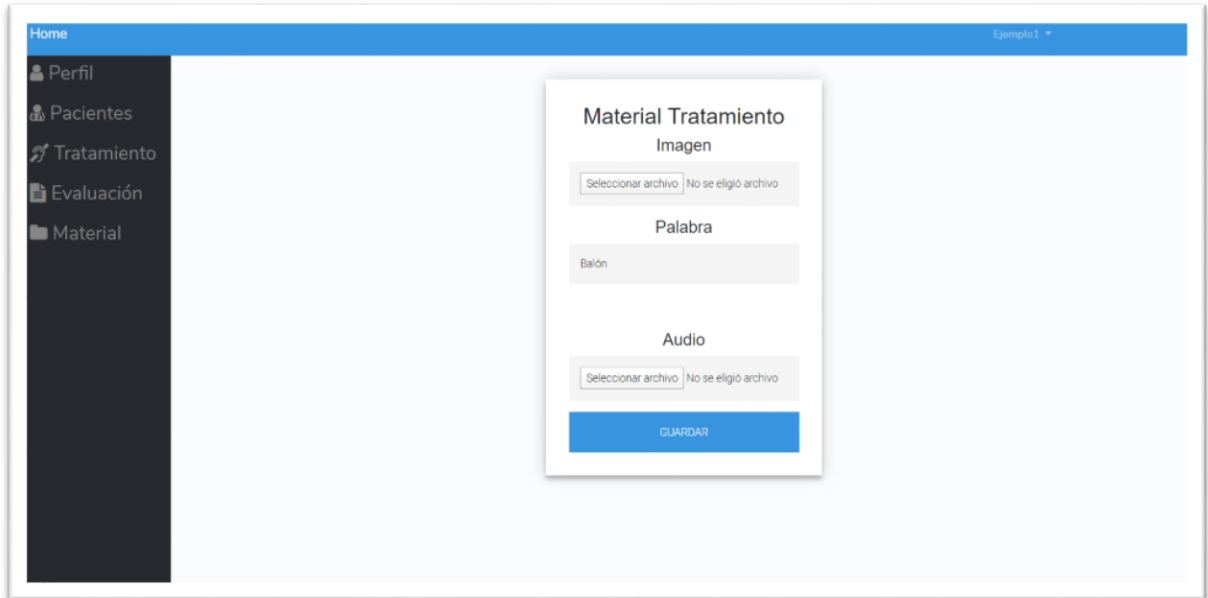 Home
Ejemplo1
Perfil
Pacientes
Tratamiento
Evaluación
Material
Material Tratamiento
Imagen
Seleccionar archivo No se eligió archivo
Palabra
Balón
Audio
Seleccionar archivo No se eligió archivo
GUARDAR